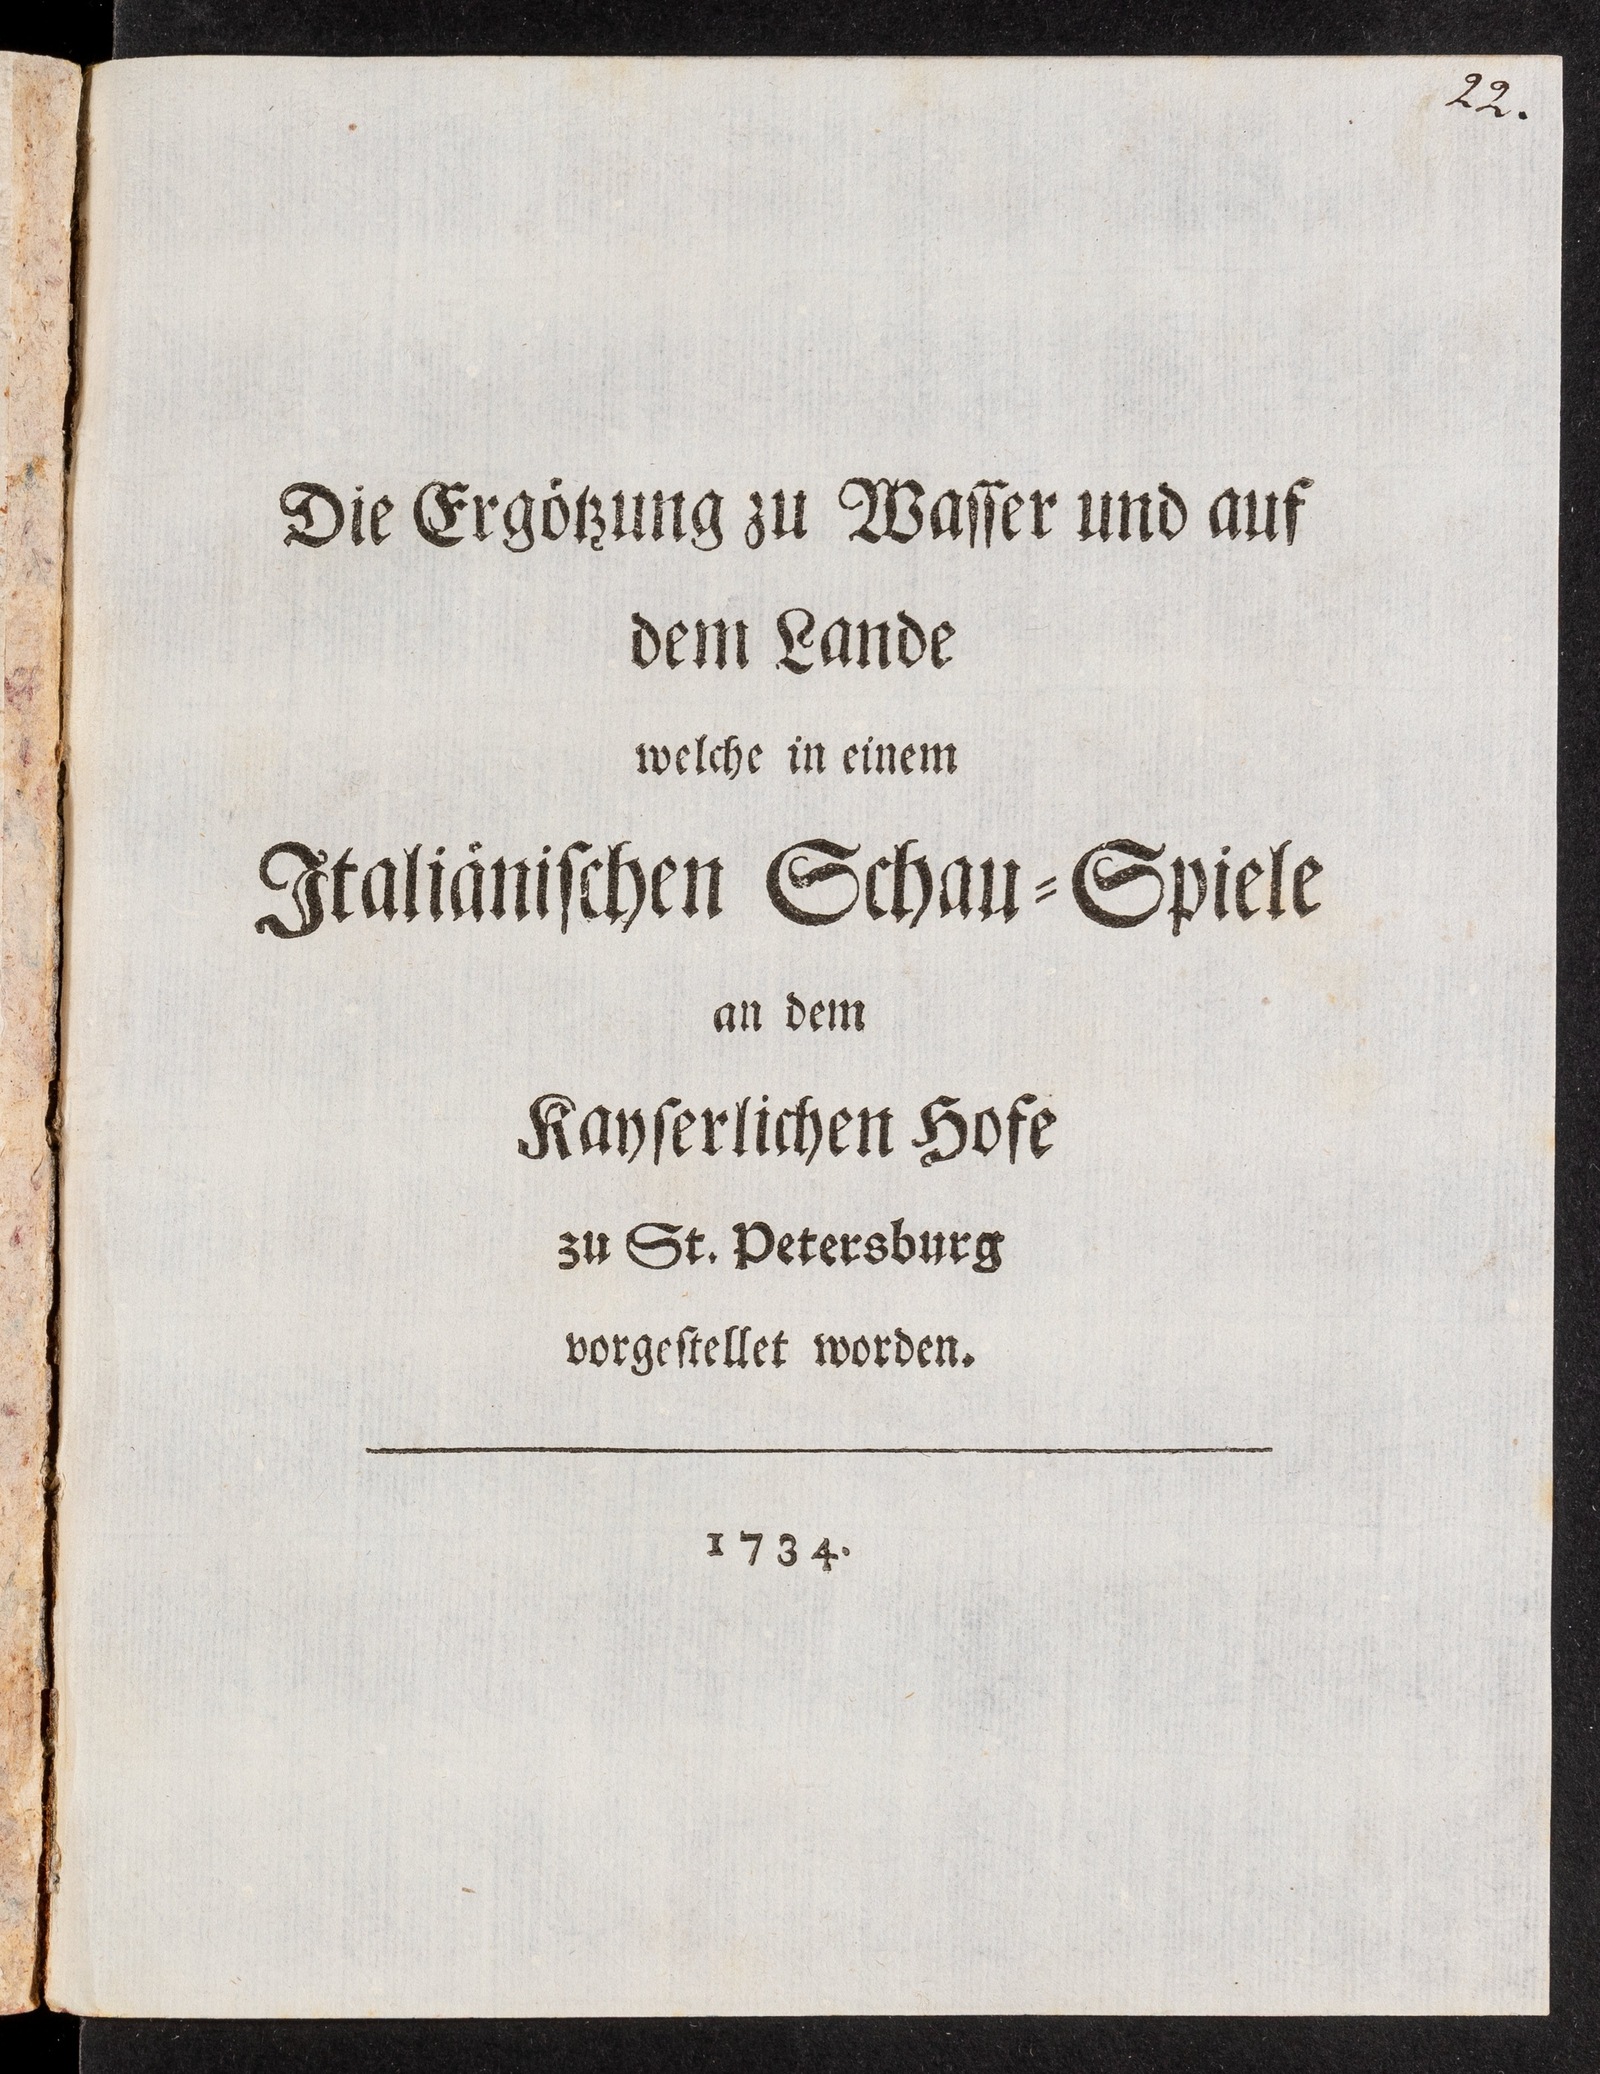 22.
Die Ergötzung zu Wasser und auf
dem Lande
welche in einem
Italiänischen Schau-Spiele
an dem
Kayserlichen Hofe
zu St. Petersburg
vorgestellet worden.
1734.